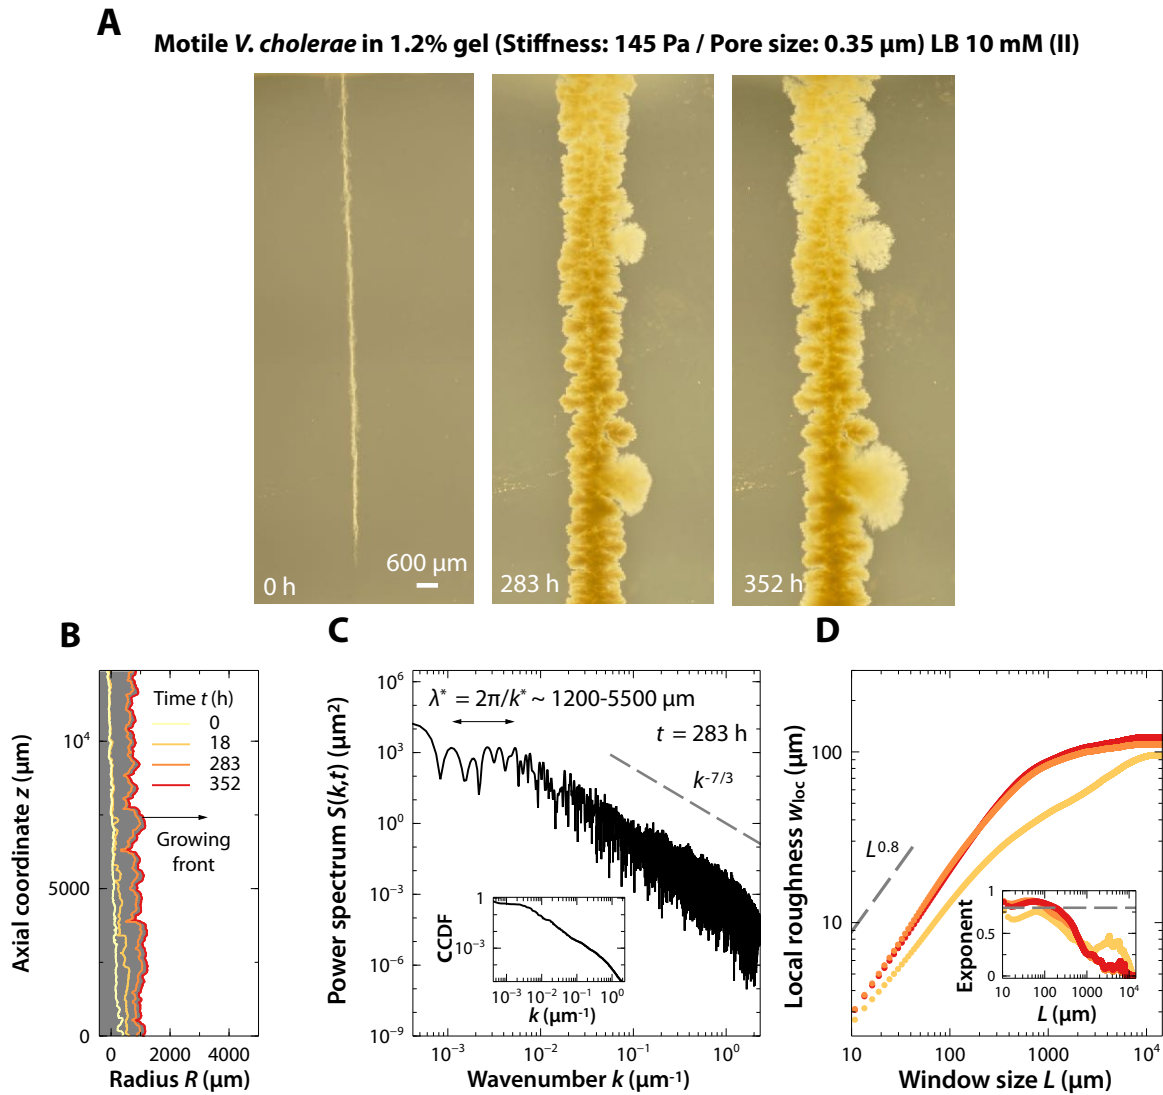 A
Motile V. cholerae in 1.2% gel (Stiffness: 145 Pa / Pore size: 0.35 μm) LB 10 mM (II)
0 h
600 μm
283 h
352 h
B
Time t (h)
0
18
283
352
Growing
front
10⁴
5000
0
Axial coordinate z (μm)
0 2000 4000
Radius R (μm)
C
λ* = 2π/k* ~ 1200-5500 μm
t = 283 h
k⁻⁷ᐟ³
10⁶
10³
10⁰
10⁻³
10⁻⁶
10⁻⁹
Power spectrum S(k,t) (μm²)
10⁻³ 10⁻² 10⁻¹ 10⁰
Wavenumber k (μm⁻¹)
1
10⁻³
CCDF
10⁻³ 10⁻² 10⁻¹ 10⁰
k (μm⁻¹)
D
L⁰·⁸
100
10
Local roughness wloc (μm)
10 100 1000 10⁴
Window size L (μm)
1
0.5
0
Exponent
10 100 1000 10⁴
L (μm)